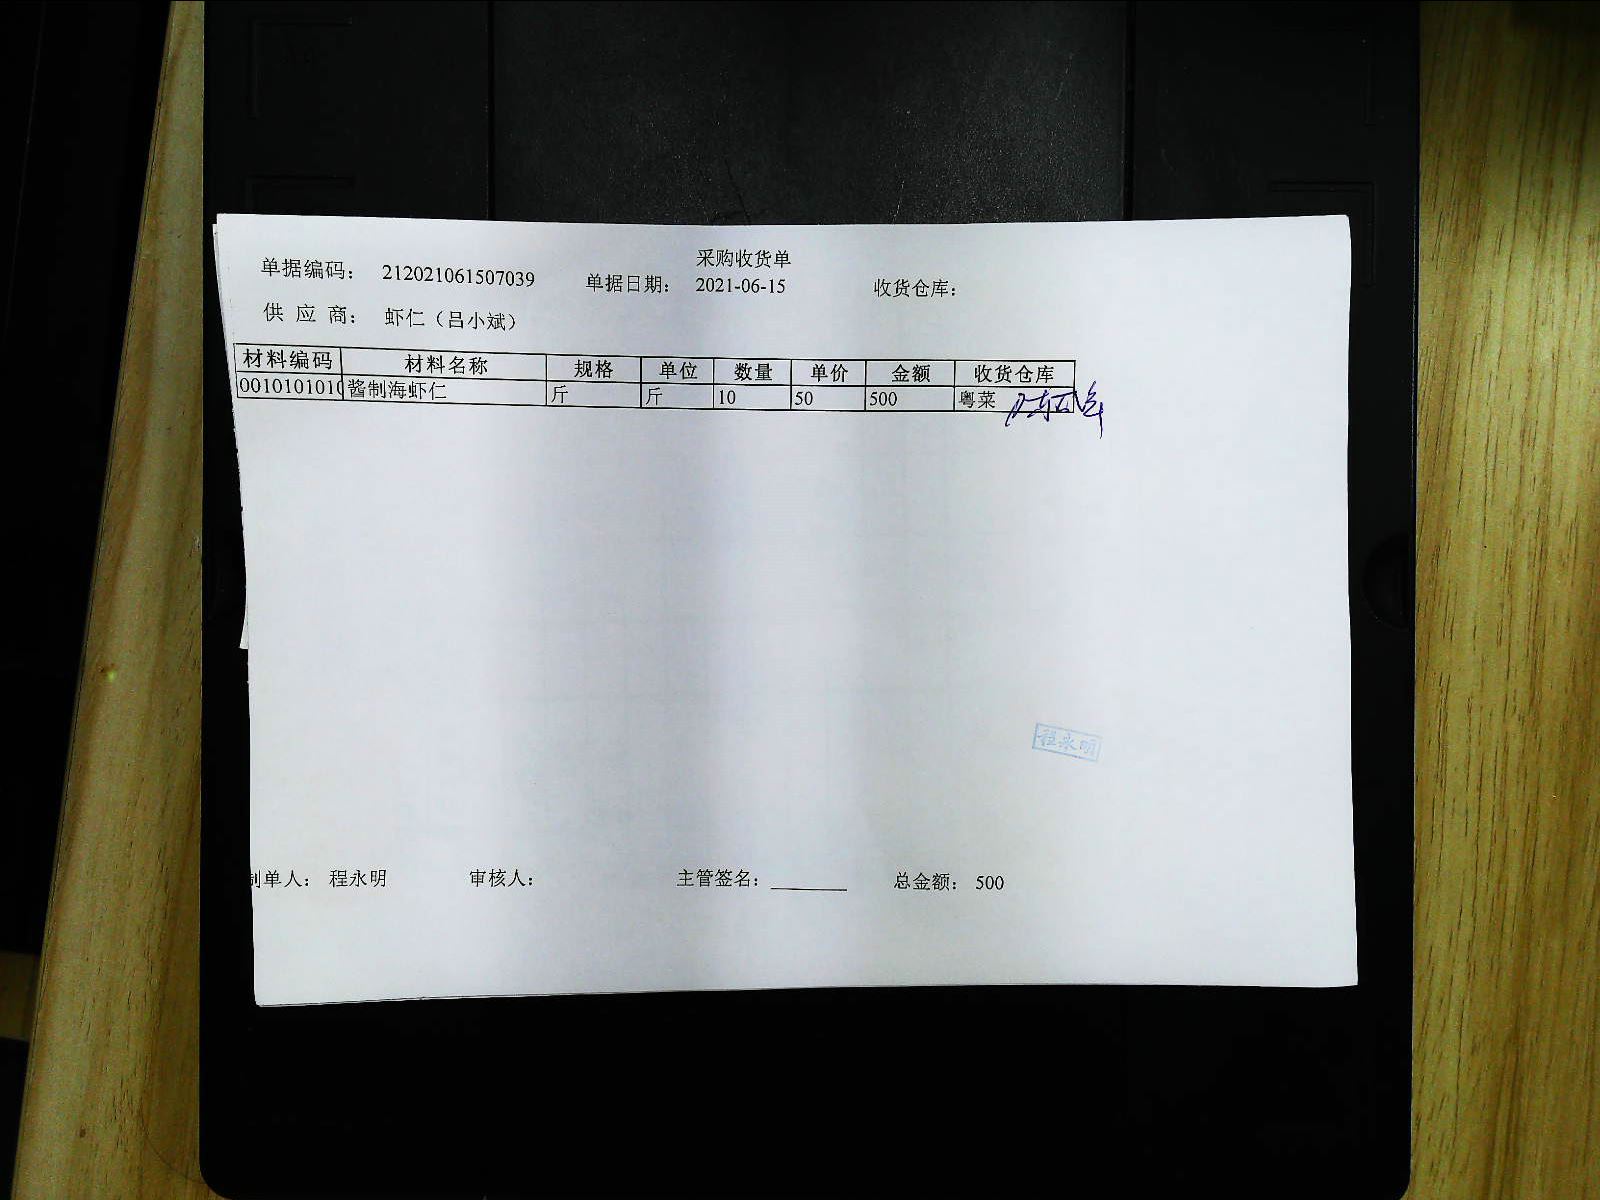 采购收货单
单据编码： 212021061507039 单据日期： 2021-06-15 收货仓库：
供 应 商： 虾仁（吕小斌）
材料编码 材料名称 规格 单位 数量 单价 金额 收货仓库
0010101010 酱制海虾仁 斤 斤 10 50 500 粤菜
程永明
制单人： 程永明 审核人： 主管签名： 总金额： 500